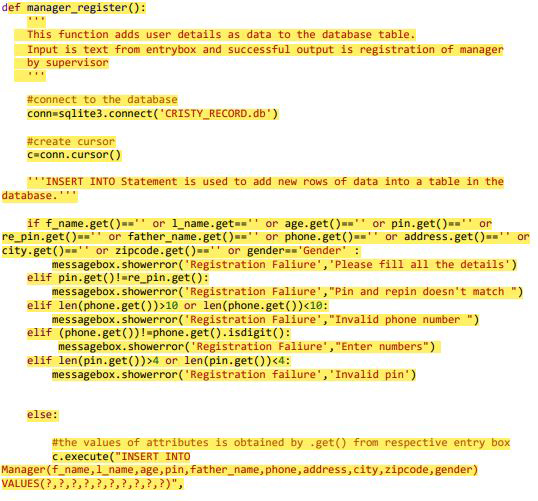 def manager_register():
'''
This function adds user details as data to the database table.
Input is text from entrybox and successful output is registration of manager
by supervisor
'''
#connect to the database
conn=sqlite3.connect('CRISTY_RECORD.db')
#create cursor
c=conn.cursor()
'''INSERT INTO Statement is used to add new rows of data into a table in the
database.'''
if f_name.get()=='' or l_name.get=='' or age.get()=='' or pin.get()=='' or
re_pin.get()=='' or father_name.get()=='' or phone.get()=='' or address.get()=='' or
city.get()=='' or zipcode.get()=='' or gender=='Gender' :
messagebox.showerror('Registration Faliure','Please fill all the details')
elif pin.get()!=re_pin.get():
messagebox.showerror('Registration Faliure',"Pin and repin doesn't match ")
elif len(phone.get())>10 or len(phone.get())<10:
messagebox.showerror('Registration Faliure',"Invalid phone number ")
elif (phone.get())!=phone.get().isdigit():
messagebox.showerror('Registration Faliure',"Enter numbers")
elif len(pin.get())>4 or len(pin.get())<4:
messagebox.showerror('Registration failure','Invalid pin')
else:
#the values of attributes is obtained by .get() from respective entry box
c.execute("INSERT INTO
Manager(f_name,l_name,age,pin,father_name,phone,address,city,zipcode,gender)
VALUES(?,?,?,?,?,?,?,?,?,?)",